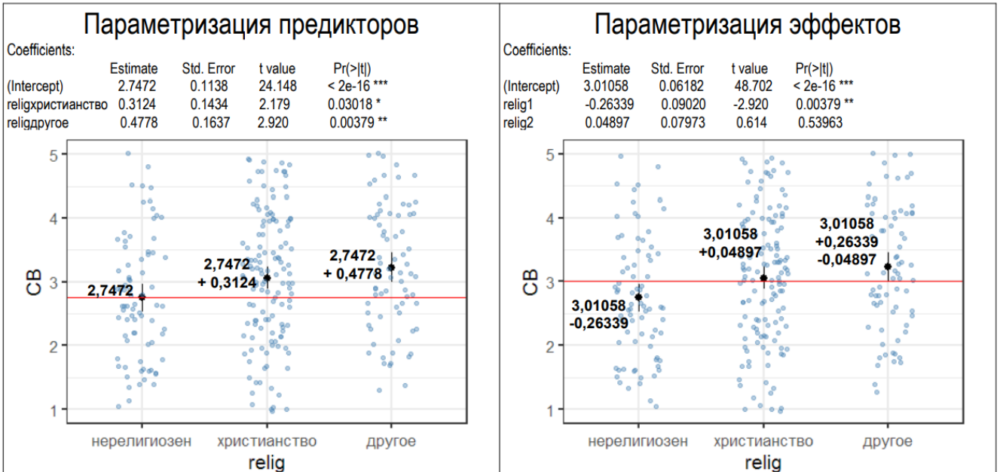 Параметризация предикторов
Coefficients:
Estimate Std. Error t value Pr(>|t|)
(Intercept) 2.7472 0.1138 24.148 < 2e-16 ***
religхристианство 0.3124 0.1434 2.179 0.03018 *
religдругое 0.4778 0.1637 2.920 0.00379 **
5
4
3
2
1
CB
2,7472
2,7472
+ 0,3124
2,7472
+ 0,4778
нерелигиозен христианство другое
relig
Параметризация эффектов
Coefficients:
Estimate Std. Error t value Pr(>|t|)
(Intercept) 3.01058 0.06182 48.702 < 2e-16 ***
relig1 -0.26339 0.09020 -2.920 0.00379 **
relig2 0.04897 0.07973 0.614 0.53963
5
4
3
2
1
CB
3,01058
-0,26339
3,01058
+0,04897
3,01058
+0,26339
-0,04897
нерелигиозен христианство другое
relig